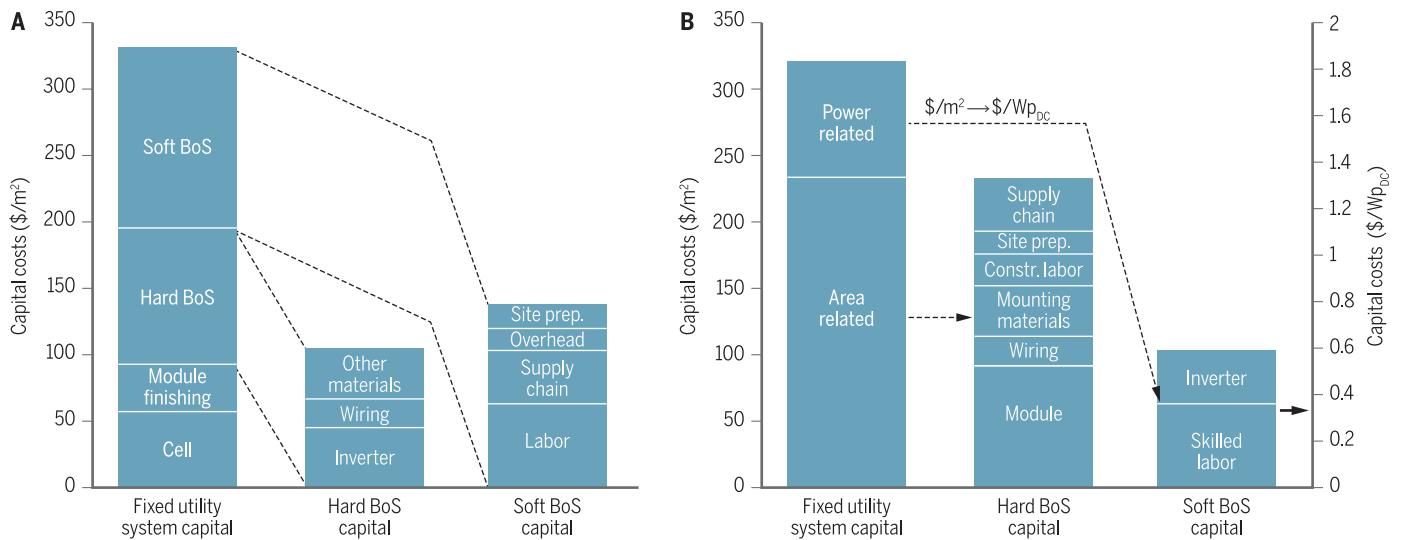 A
Capital costs ($/m²)
350
300
250
200
150
100
50
0
Soft BoS
Hard BoS
Module
finishing
Cell
Other
materials
Wiring
Inverter
Site prep.
Overhead
Supply
chain
Labor
Fixed utility
system capital
Hard BoS
capital
Soft BoS
capital
B
Capital costs ($/m²)
350
300
250
200
150
100
50
0
Power
related
Area
related
$/m²→$/Wp_DC
Supply
chain
Site prep.
Constr. labor
Mounting
materials
Wiring
Module
Inverter
Skilled
labor
2
1.8
1.6
1.4
1.2
1
0.8
0.6
0.4
0.2
0
Capital costs ($/Wp_DC)
Fixed utility
system capital
Hard BoS
capital
Soft BoS
capital